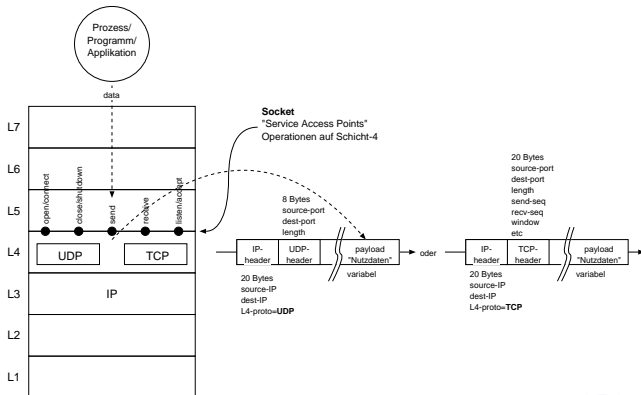 Prozess/
Programm/
Applikation
data
Socket
"Service Access Points"
Operationen auf Schicht-4
L7
L6
L5
L4
L3
L2
L1
open/connect
close/shutdown
send
receive
listen/accept
UDP
TCP
IP
8 Bytes
source-port
dest-port
length
IP-
header
UDP-
header
payload
"Nutzdaten"
variabel
20 Bytes
source-IP
dest-IP
L4-proto=UDP
oder
20 Bytes
source-port
dest-port
length
send-seq
recv-seq
window
etc
IP-
header
TCP-
header
payload
"Nutzdaten"
variabel
20 Bytes
source-IP
dest-IP
L4-proto=TCP